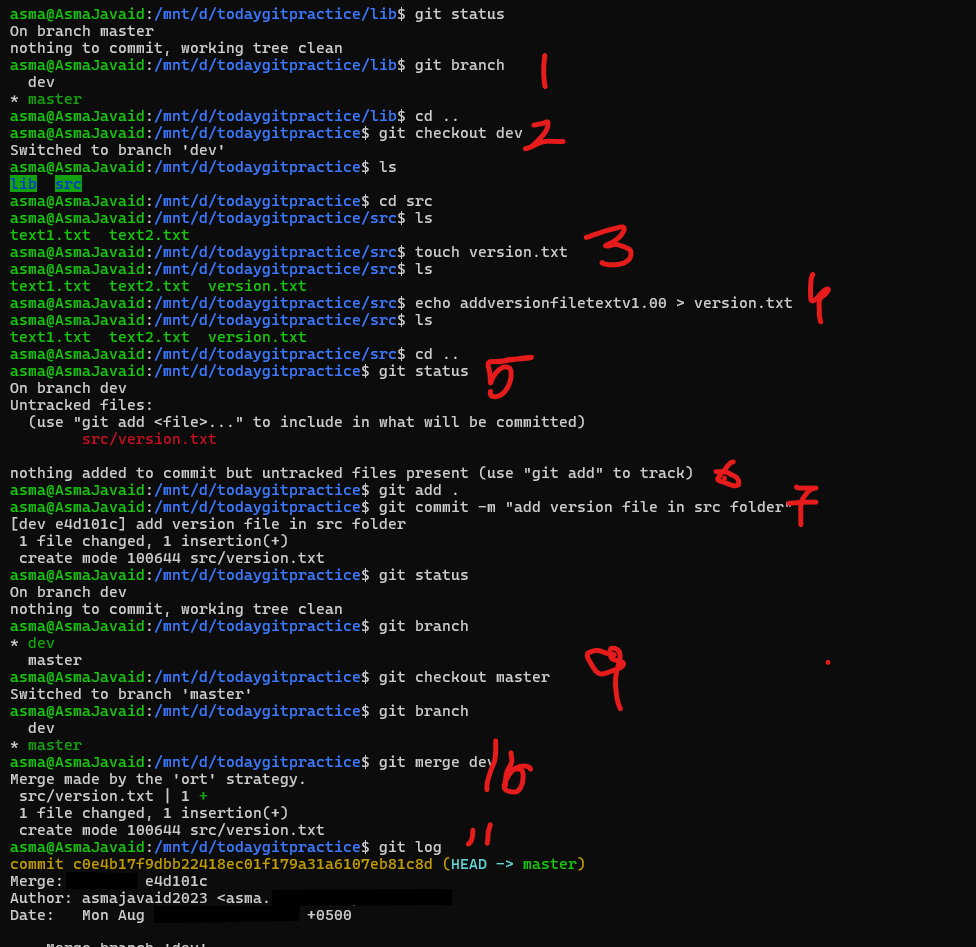 asma@AsmaJavaid:/mnt/d/todaygitpractice/lib$ git status
On branch master
nothing to commit, working tree clean
asma@AsmaJavaid:/mnt/d/todaygitpractice/lib$ git branch 1
  dev
* master
asma@AsmaJavaid:/mnt/d/todaygitpractice/lib$ cd ..
asma@AsmaJavaid:/mnt/d/todaygitpractice$ git checkout dev 2
Switched to branch 'dev'
asma@AsmaJavaid:/mnt/d/todaygitpractice$ ls
lib  src
asma@AsmaJavaid:/mnt/d/todaygitpractice$ cd src
asma@AsmaJavaid:/mnt/d/todaygitpractice/src$ ls
text1.txt  text2.txt
asma@AsmaJavaid:/mnt/d/todaygitpractice/src$ touch version.txt 3
asma@AsmaJavaid:/mnt/d/todaygitpractice/src$ ls
text1.txt  text2.txt  version.txt
asma@AsmaJavaid:/mnt/d/todaygitpractice/src$ echo addversionfiletextv1.00 > version.txt 4
asma@AsmaJavaid:/mnt/d/todaygitpractice/src$ ls
text1.txt  text2.txt  version.txt
asma@AsmaJavaid:/mnt/d/todaygitpractice/src$ cd ..
asma@AsmaJavaid:/mnt/d/todaygitpractice$ git status 5
On branch dev
Untracked files:
  (use "git add <file>..." to include in what will be committed)
        src/version.txt

nothing added to commit but untracked files present (use "git add" to track) 6
asma@AsmaJavaid:/mnt/d/todaygitpractice$ git add .
asma@AsmaJavaid:/mnt/d/todaygitpractice$ git commit -m "add version file in src folder" 7
[dev e4d101c] add version file in src folder
 1 file changed, 1 insertion(+)
 create mode 100644 src/version.txt
asma@AsmaJavaid:/mnt/d/todaygitpractice$ git status
On branch dev
nothing to commit, working tree clean
asma@AsmaJavaid:/mnt/d/todaygitpractice$ git branch
* dev
  master
asma@AsmaJavaid:/mnt/d/todaygitpractice$ git checkout master 9
Switched to branch 'master'
asma@AsmaJavaid:/mnt/d/todaygitpractice$ git branch
  dev
* master
asma@AsmaJavaid:/mnt/d/todaygitpractice$ git merge dev 10
Merge made by the 'ort' strategy.
 src/version.txt | 1 +
 1 file changed, 1 insertion(+)
 create mode 100644 src/version.txt
asma@AsmaJavaid:/mnt/d/todaygitpractice$ git log 11
commit c0e4b17f9dbb22418ec01f179a31a6107eb81c8d (HEAD -> master)
Merge: e4d101c
Author: asmajavaid2023 <asma.
Date:   Mon Aug +0500

    Merge branch 'dev'